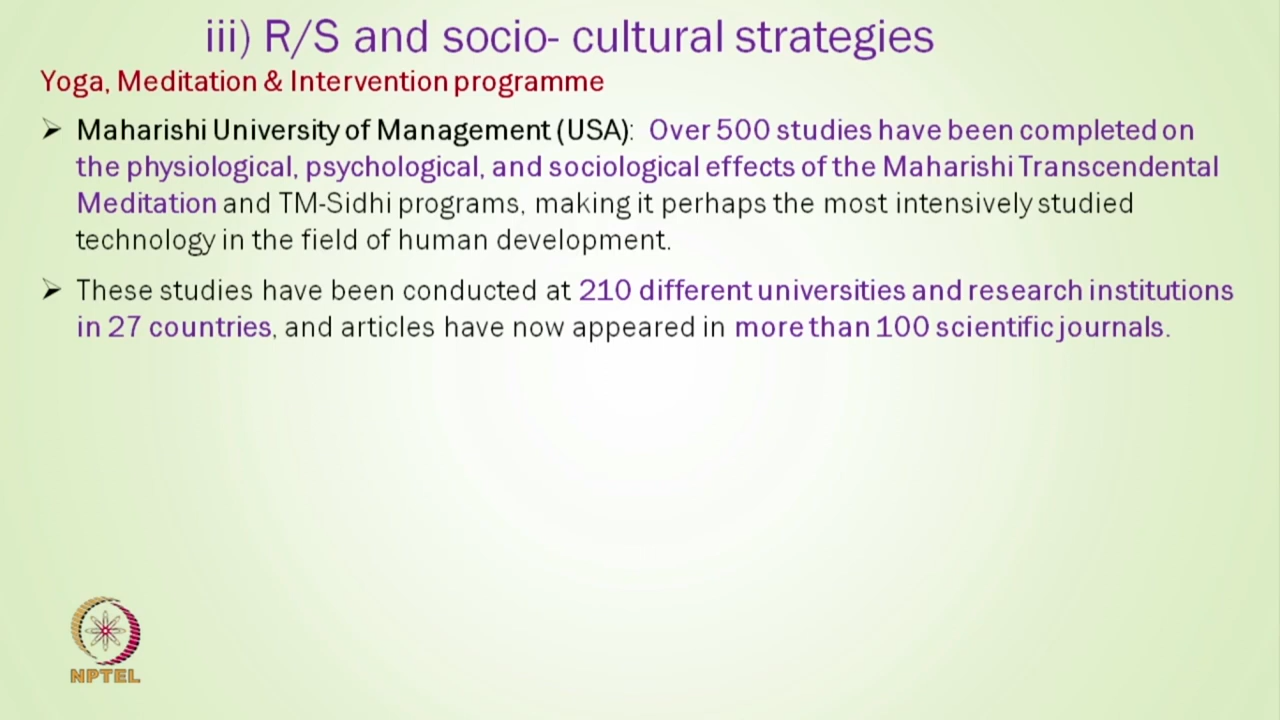 iii) R/S and socio- cultural strategies
Yoga, Meditation & Intervention programme
➢ Maharishi University of Management (USA): Over 500 studies have been completed on
the physiological, psychological, and sociological effects of the Maharishi Transcendental
Meditation and TM-Sidhi programs, making it perhaps the most intensively studied
technology in the field of human development.
➢ These studies have been conducted at 210 different universities and research institutions
in 27 countries, and articles have now appeared in more than 100 scientific journals.
NPTEL